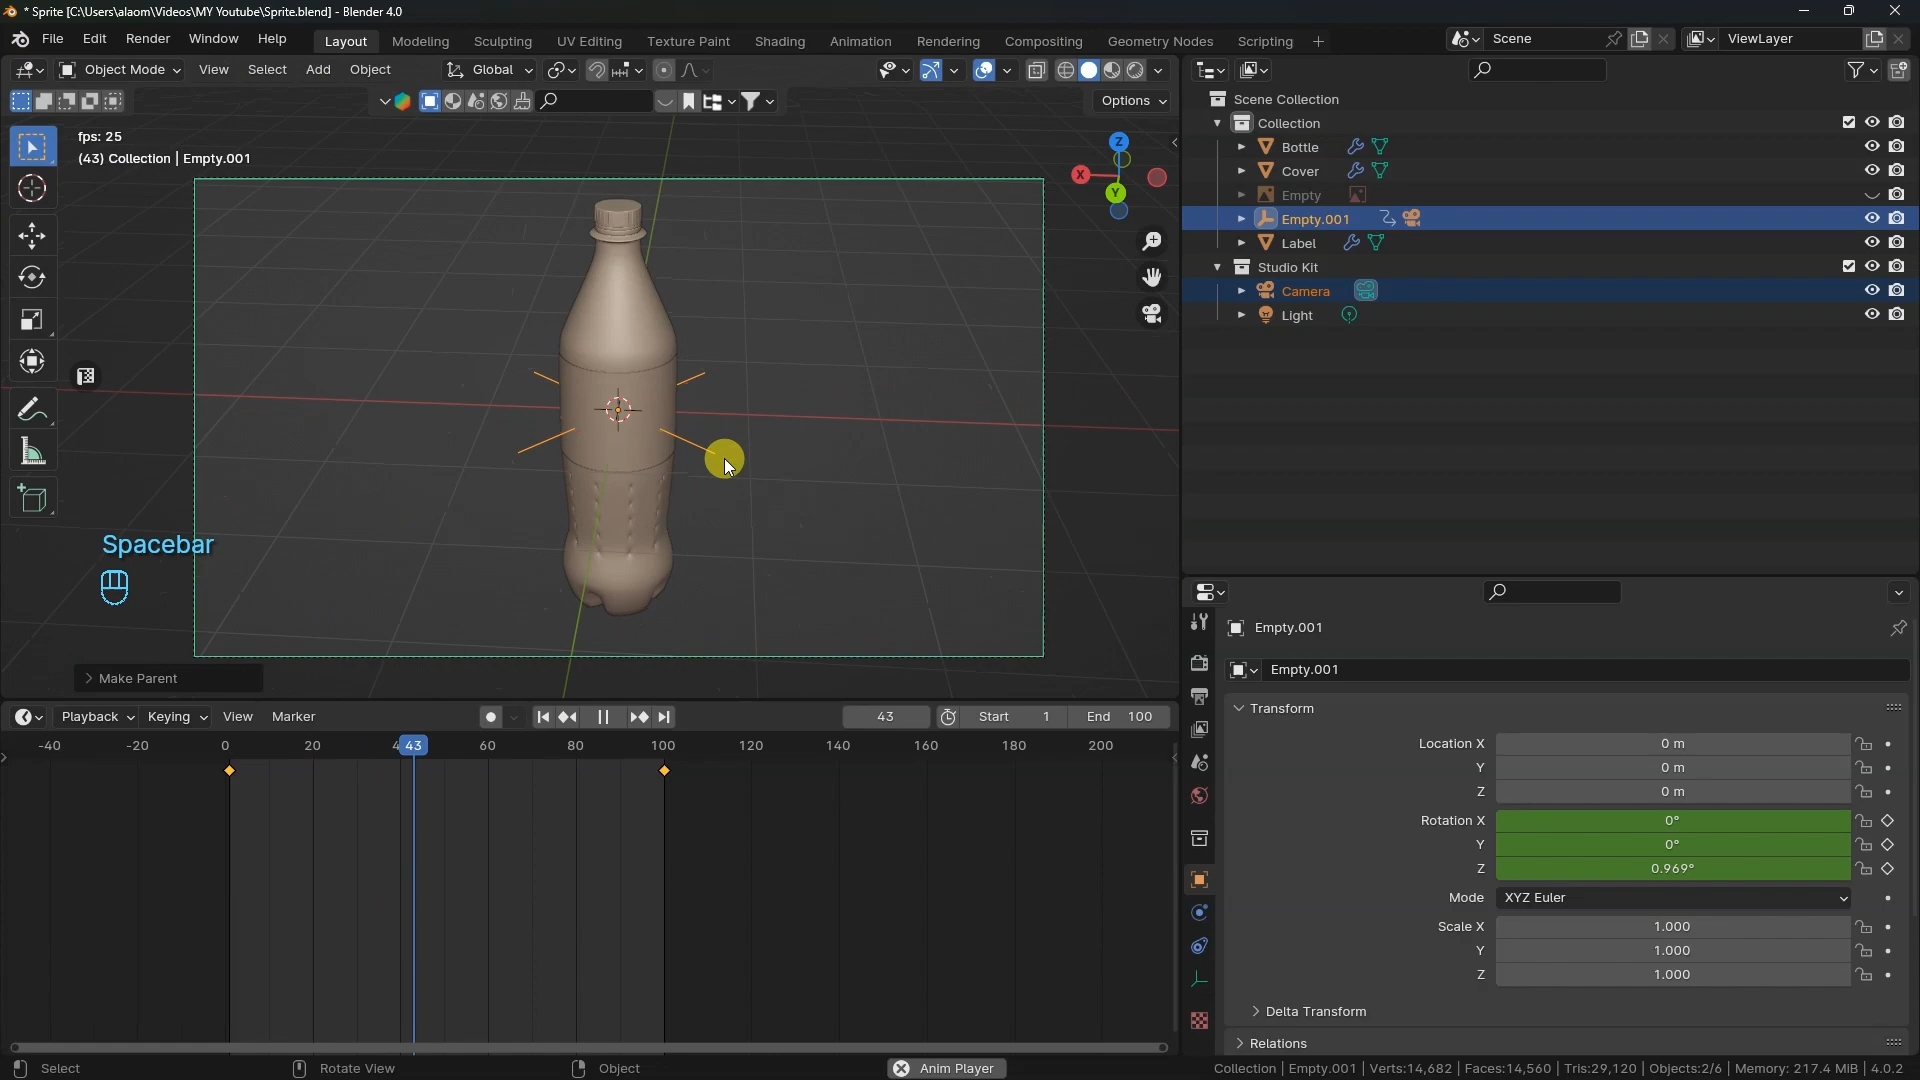 * Sprite [C:\Users\alaom\Videos\MY Youtube\Sprite.blend] - Blender 4.0
File Edit Render Window Help Layout Modeling Sculpting UV Editing Texture Paint Shading Animation Rendering Compositing Geometry Nodes Scripting + Scene ViewLayer
Object Mode View Select Add Object Global
Options
fps: 25
(43) Collection | Empty.001
Z
X
Y
Spacebar
Make Parent
Scene Collection
Collection
Bottle
Cover
Empty
Empty.001
Label
Studio Kit
Camera
Light
Playback Keying View Marker 43 Start 1 End 100
-40 -20 0 20 4 43 60 80 100 120 140 160 180 200
Empty.001
Empty.001
Transform
Location X 0 m
Y 0 m
Z 0 m
Rotation X 0°
Y 0°
Z 0.969°
Mode XYZ Euler
Scale X 1.000
Y 1.000
Z 1.000
Delta Transform
Relations
Select Rotate View Object Anim Player Collection | Empty.001 | Verts:14,682 | Faces:14,560 | Tris:29,120 | Objects:2/6 | Memory: 217.4 MiB | 4.0.2